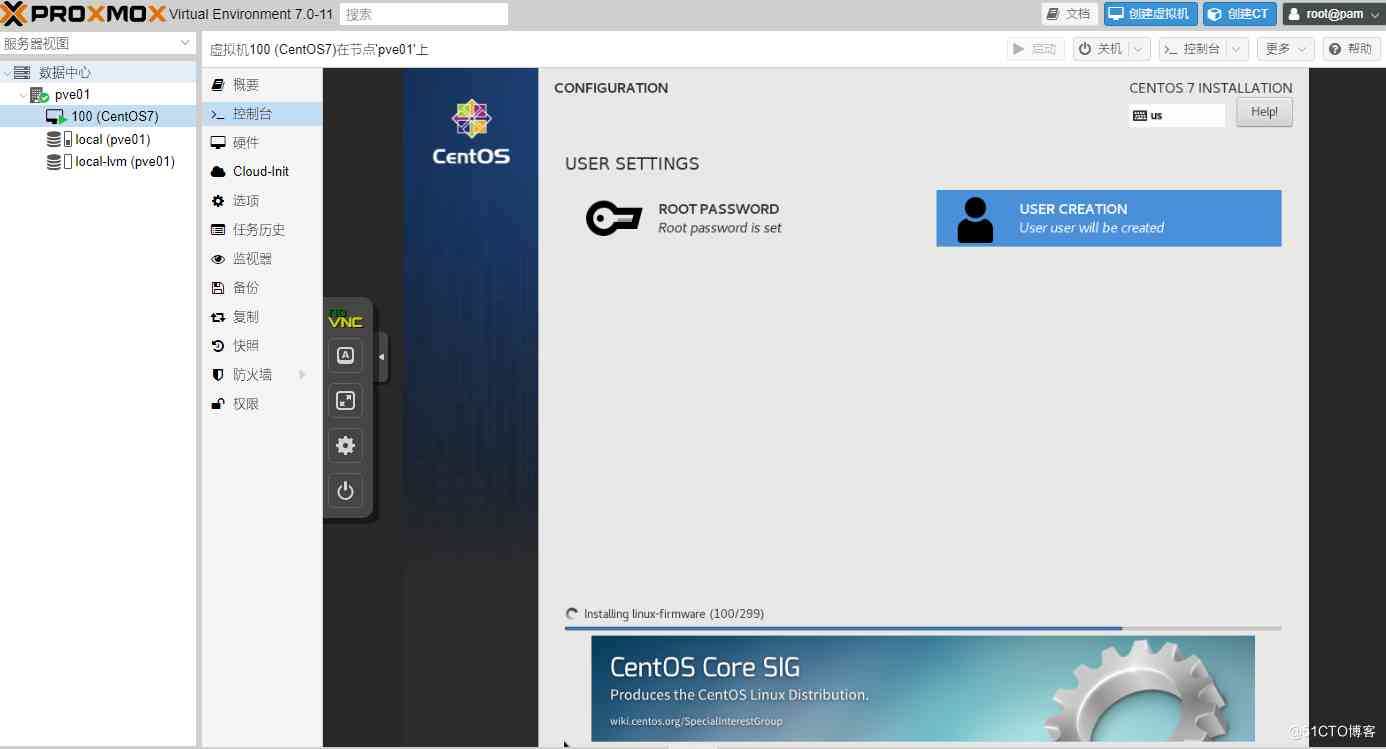 PROXMOX Virtual Environment 7.0-11 搜索 文档 创建虚拟机 创建CT root@pam
服务器视图
数据中心
pve01
100 (CentOS7)
local (pve01)
local-lvm (pve01)
虚拟机100 (CentOS7)在节点'pve01'上 启动 关机 控制台 更多 帮助
概要
控制台
硬件
Cloud-Init
选项
任务历史
监视器
备份
复制
快照
防火墙
权限
no
VNC
A
CentOS
CONFIGURATION
CENTOS 7 INSTALLATION
us
Help!
USER SETTINGS
ROOT PASSWORD
Root password is set
USER CREATION
User user will be created
Installing linux-firmware (100/299)
CentOS Core SIG
Produces the CentOS Linux Distribution.
wiki.centos.org/SpecialInterestGroup
@51CTO博客